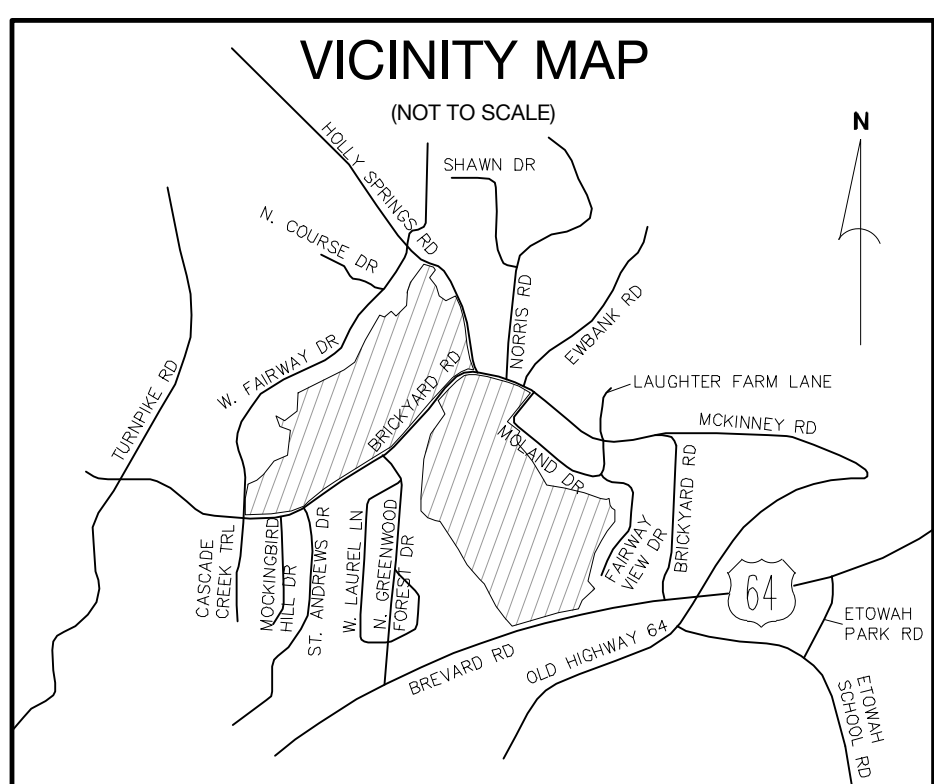 VICINITY MAP
(NOT TO SCALE)
N
HOLLY SPRINGS RD
SHAWN DR
N. COURSE DR
NORRIS RD
EWBANK RD
W. FAIRWAY DR
TURNPIKE RD
BRICKYARD RD
LAUGHTER FARM LANE
MCKINNEY RD
MOLAND DR
CASCADE
CREEK TRL
MOCKINGBIRD
HILL DR
ST. ANDREWS DR
W. LAUREL LN
N. GREENWOOD
FOREST DR
FAIRWAY
VIEW DR
BRICKYARD RD
64
BREVARD RD
OLD HIGHWAY 64
ETOWAH
PARK RD
ETOWAH
SCHOOL RD